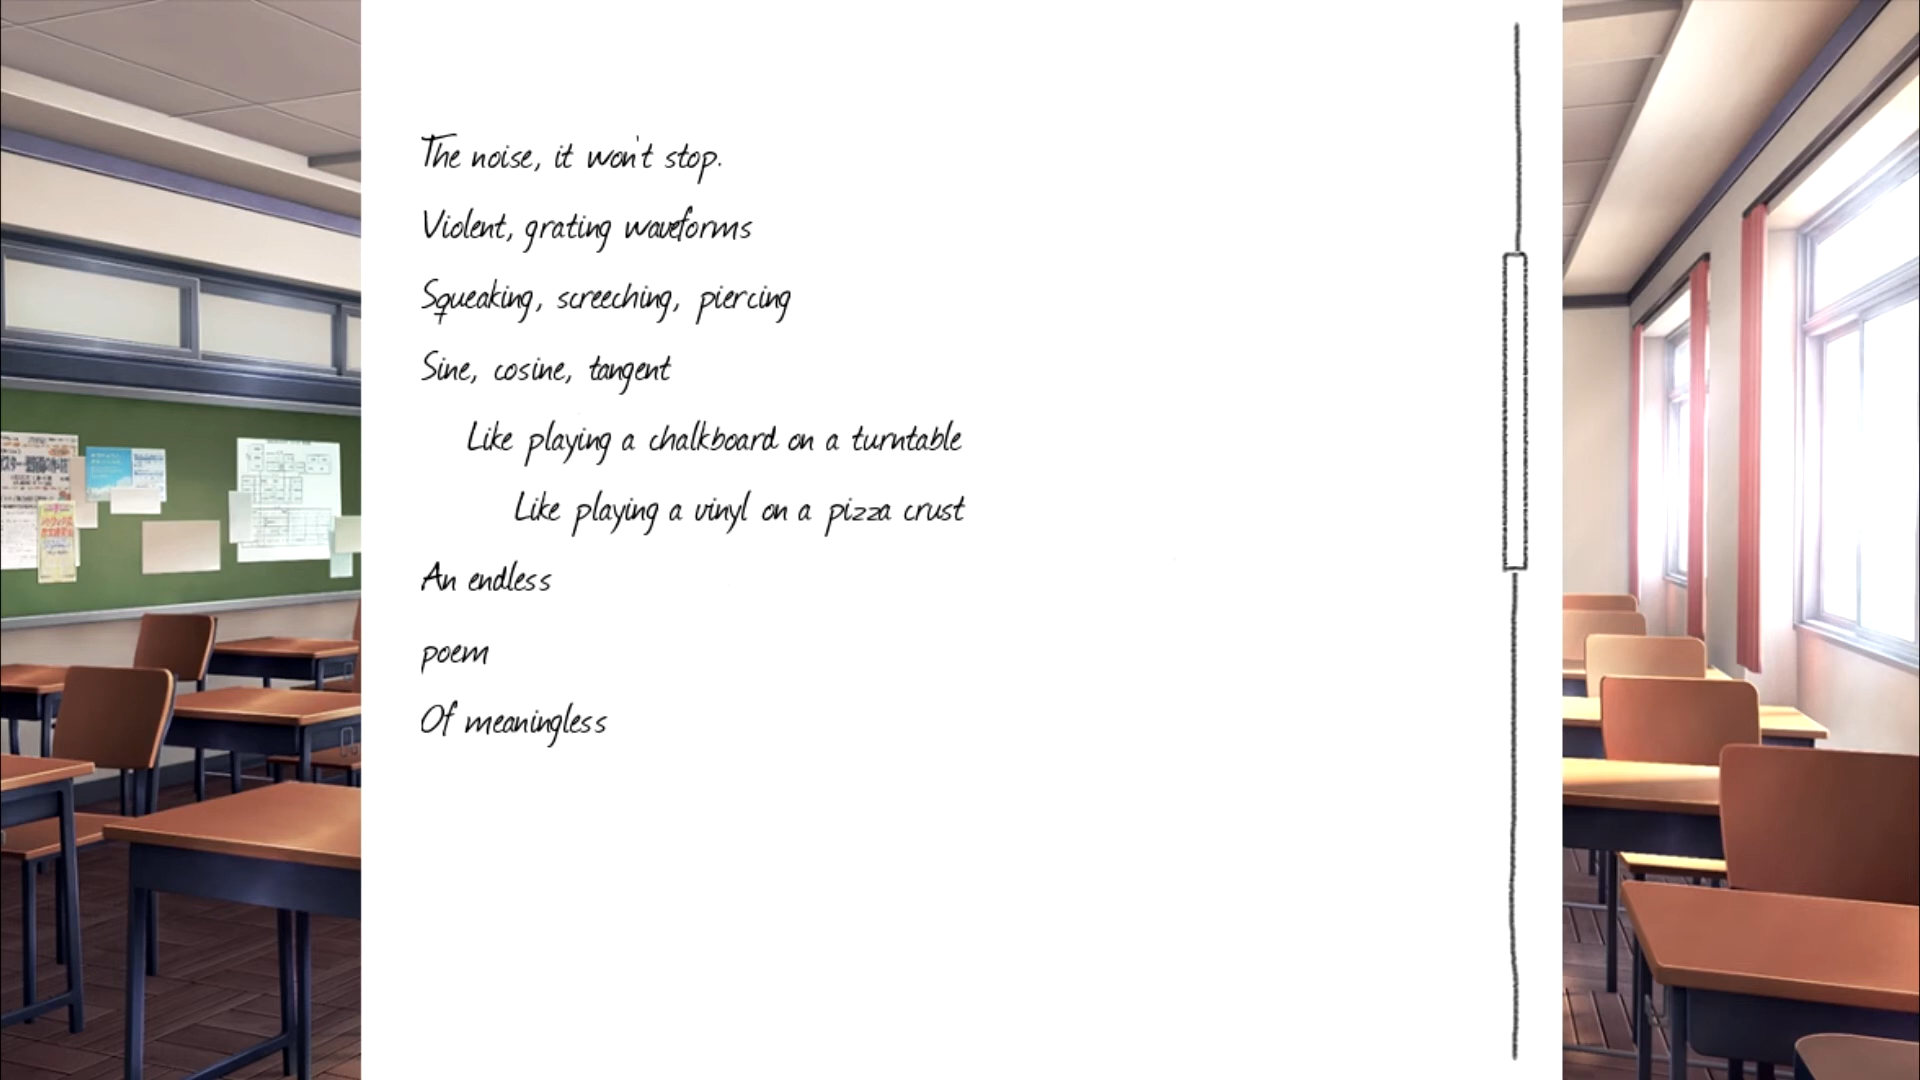 The noise, it won't stop.
Violent, grating waveforms
Squeaking, screeching, piercing
Sine, cosine, tangent
Like playing a chalkboard on a turntable
Like playing a vinyl on a pizza crust
An endless
poem
Of meaningless